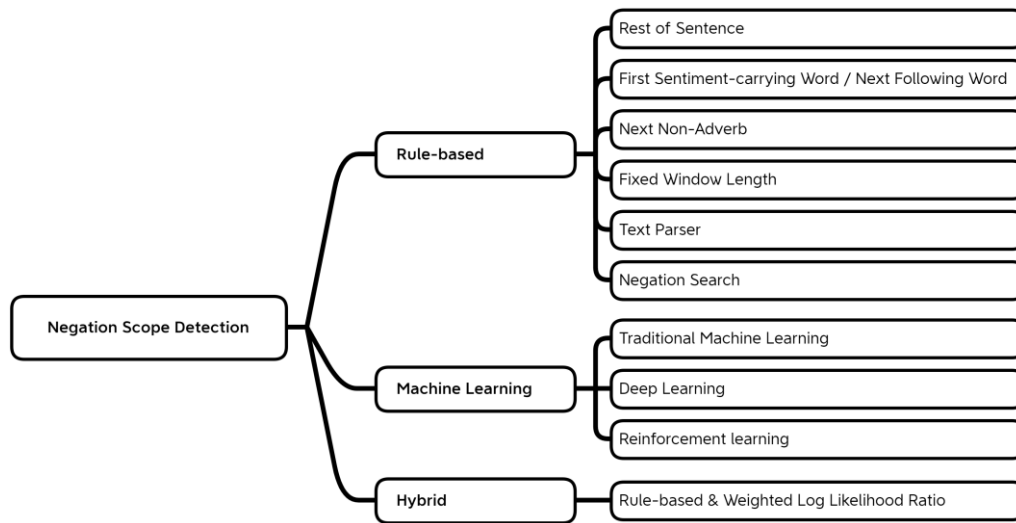 Negation Scope Detection
Rule-based
Rest of Sentence
First Sentiment-carrying Word / Next Following Word
Next Non-Adverb
Fixed Window Length
Text Parser
Negation Search
Machine Learning
Traditional Machine Learning
Deep Learning
Reinforcement learning
Hybrid
Rule-based & Weighted Log Likelihood Ratio